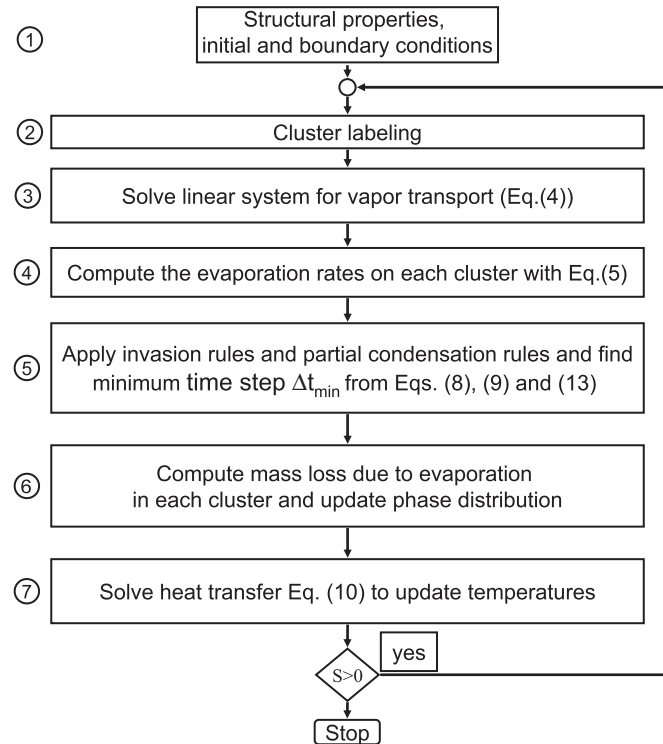 ① Structural properties,
initial and boundary conditions
② Cluster labeling
③ Solve linear system for vapor transport (Eq.(4))
④ Compute the evaporation rates on each cluster with Eq.(5)
⑤ Apply invasion rules and partial condensation rules and find
minimum time step Δt_min from Eqs. (8), (9) and (13)
⑥ Compute mass loss due to evaporation
in each cluster and update phase distribution
⑦ Solve heat transfer Eq. (10) to update temperatures
yes
S>0
Stop